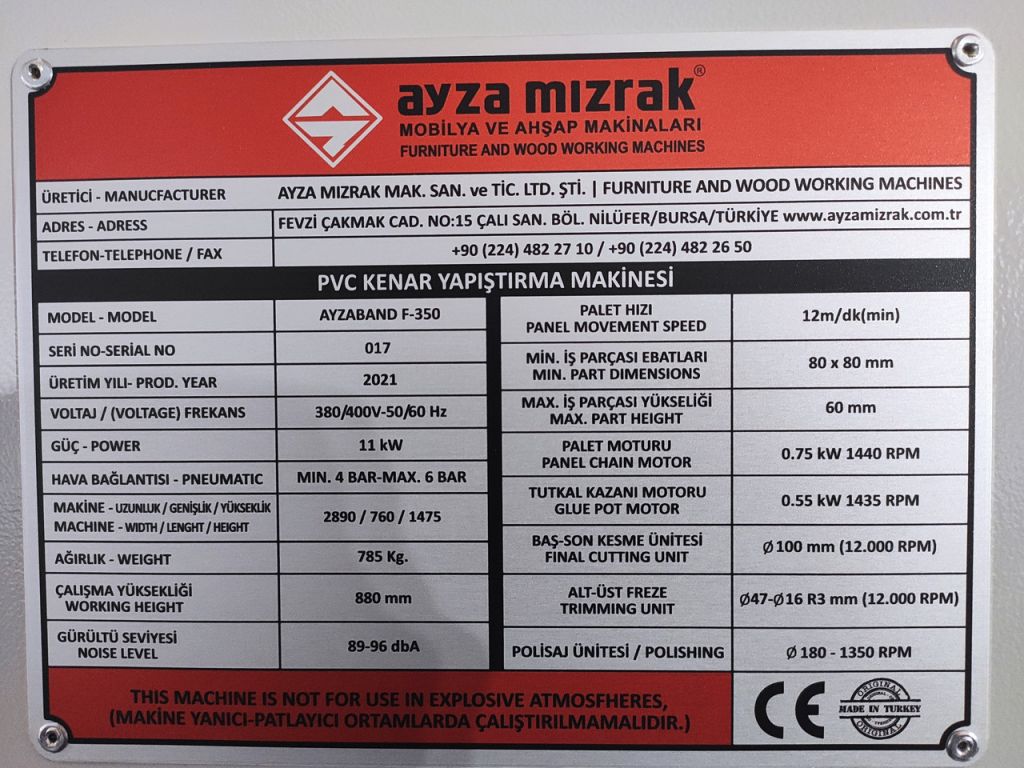 ayza mızrak®
MOBİLYA VE AHŞAP MAKİNALARI
FURNITURE AND WOOD WORKING MACHINES
ÜRETİCİ - MANUCFACTURER AYZA MIZRAK MAK. SAN. ve TİC. LTD. ŞTİ. | FURNITURE AND WOOD WORKING MACHINES
ADRES - ADRESS FEVZİ ÇAKMAK CAD. NO:15 ÇALI SAN. BÖL. NİLÜFER/BURSA/TÜRKİYE www.ayzamizrak.com.tr
TELEFON-TELEPHONE / FAX +90 (224) 482 27 10 / +90 (224) 482 26 50
PVC KENAR YAPIŞTIRMA MAKİNESİ
MODEL - MODEL AYZABAND F-350
SERİ NO-SERIAL NO 017
ÜRETİM YILI- PROD. YEAR 2021
VOLTAJ / (VOLTAGE) FREKANS 380/400V-50/60 Hz
GÜÇ - POWER 11 kW
HAVA BAĞLANTISI - PNEUMATIC MIN. 4 BAR-MAX. 6 BAR
MAKİNE - UZUNLUK / GENİŞLİK / YÜKSEKLİK
MACHINE - WIDTH / LENGHT / HEIGHT
2890 / 760 / 1475
AĞIRLIK - WEIGHT 785 Kg.
ÇALIŞMA YÜKSEKLİĞİ
WORKING HEIGHT
880 mm
GÜRÜLTÜ SEVİYESİ
NOISE LEVEL
89-96 dbA
PALET HIZI
PANEL MOVEMENT SPEED
12m/dk(min)
MİN. İŞ PARÇASI EBATLARI
MIN. PART DIMENSIONS
80 x 80 mm
MAX. İŞ PARÇASI YÜKSELİĞİ
MAX. PART HEIGHT
60 mm
PALET MOTURU
PANEL CHAIN MOTOR
0.75 kW 1440 RPM
TUTKAL KAZANI MOTORU
GLUE POT MOTOR
0.55 kW 1435 RPM
BAŞ-SON KESME ÜNİTESİ
FINAL CUTTING UNIT
Ø 100 mm (12.000 RPM)
ALT-ÜST FREZE
TRIMMING UNIT
Ø47-Ø16 R3 mm (12.000 RPM)
POLİSAJ ÜNİTESİ / POLISHING Ø 180 - 1350 RPM
THIS MACHINE IS NOT FOR USE IN EXPLOSIVE ATMOSFHERES,
(MAKİNE YANICI-PATLAYICI ORTAMLARDA ÇALIŞTIRILMAMALIDIR.)
CE
ORIGINAL
MADE IN TURKEY
ORIGINAL